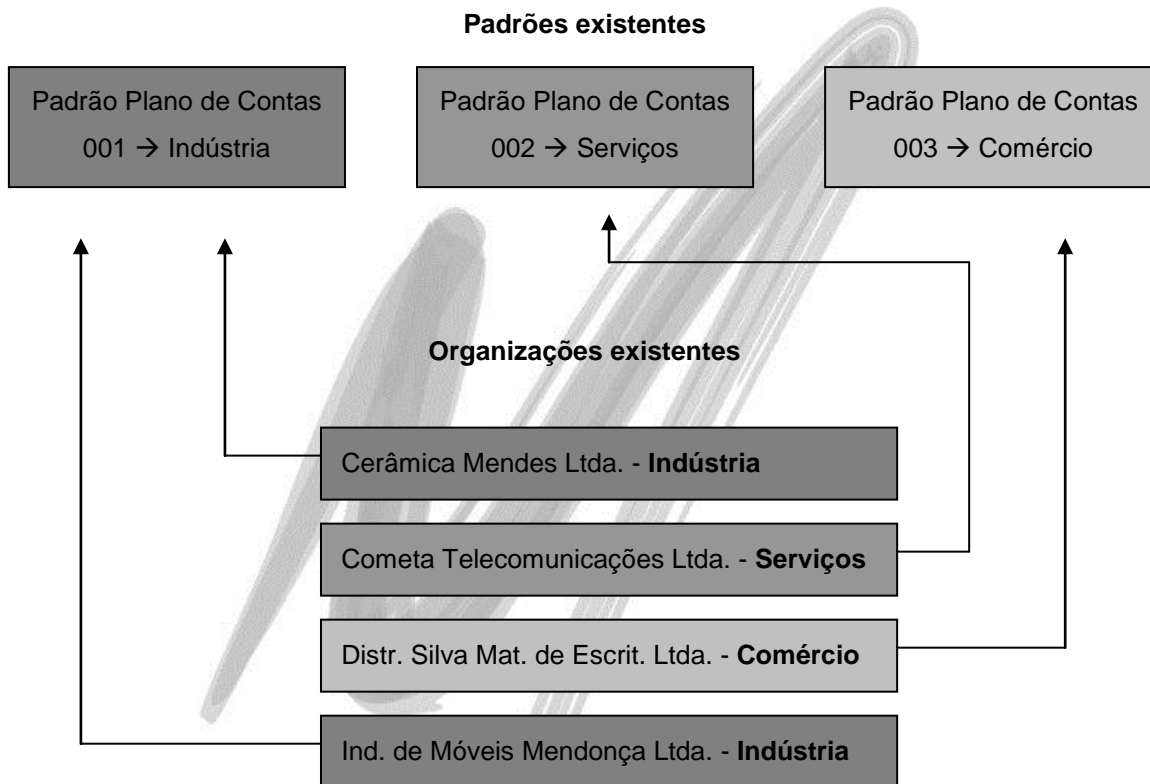 Padrões existentes
Padrão Plano de Contas
001 → Indústria
Padrão Plano de Contas
002 → Serviços
Padrão Plano de Contas
003 → Comércio
Organizações existentes
Cerâmica Mendes Ltda. - Indústria
Cometa Telecomunicações Ltda. - Serviços
Distr. Silva Mat. de Escrit. Ltda. - Comércio
Ind. de Móveis Mendonça Ltda. - Indústria